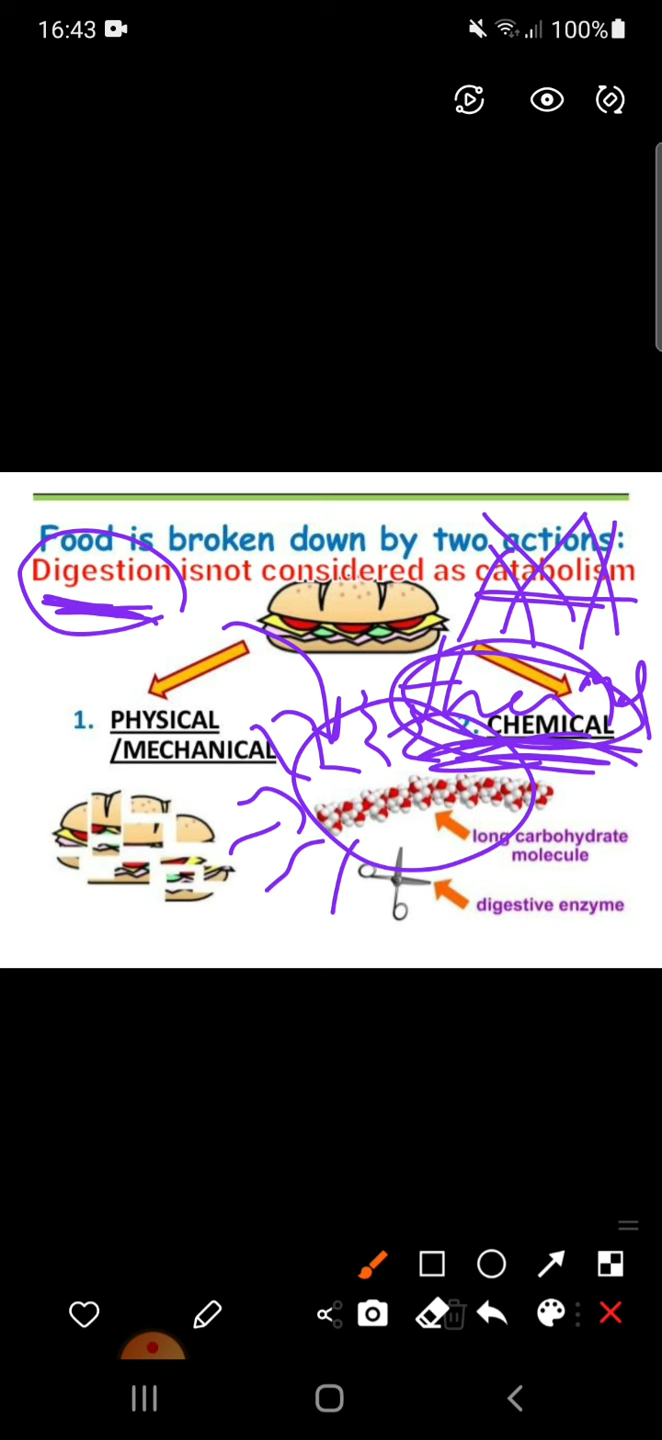 16:43
100%
Food is broken down by two actions:
Digestion isnot considered as catabolism
1. PHYSICAL
/MECHANICAL
CHEMICAL
long carbohydrate
molecule
digestive enzyme